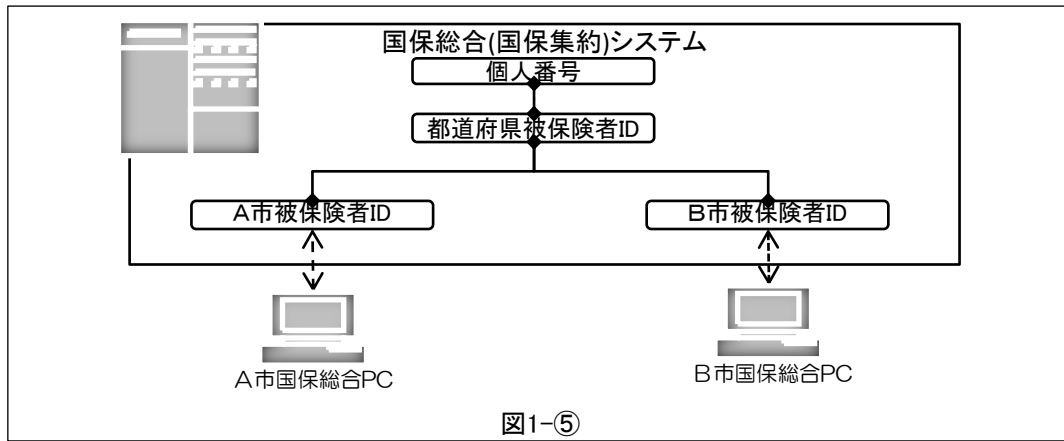 国保総合(国保集約)システム
個人番号
都道府県被保険者ID
A市被保険者ID
B市被保険者ID
A市国保総合PC
B市国保総合PC
図1-⑤